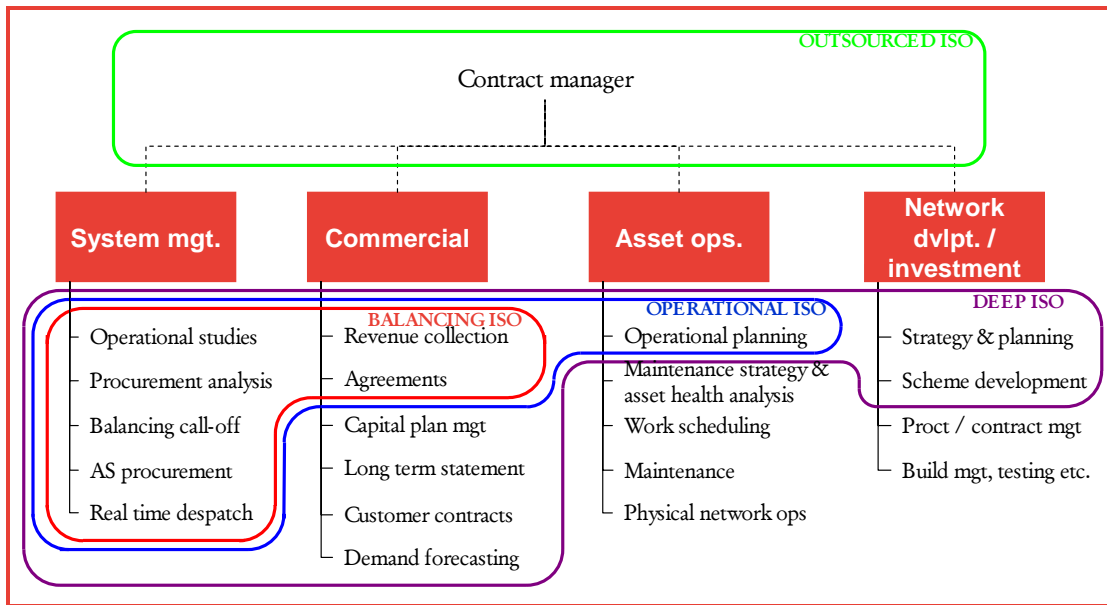 OUTSOURCED ISO
Contract manager
System mgt.
Commercial
Asset ops.
Network
dvlpt. /
investment
DEEP ISO
OPERATIONAL ISO
BALANCING ISO
Operational studies
Procurement analysis
Balancing call-off
AS procurement
Real time despatch
Revenue collection
Agreements
Capital plan mgt
Long term statement
Customer contracts
Demand forecasting
Operational planning
Maintenance strategy &
asset health analysis
Work scheduling
Maintenance
Physical network ops
Strategy & planning
Scheme development
Proct / contract mgt
Build mgt, testing etc.